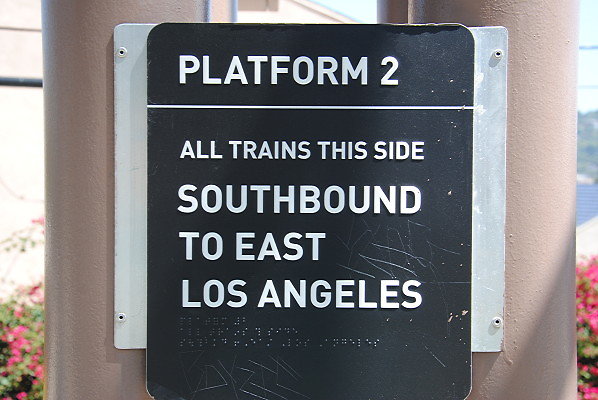 PLATFORM 2
ALL TRAINS THIS SIDE
SOUTHBOUND
TO EAST
LOS ANGELES